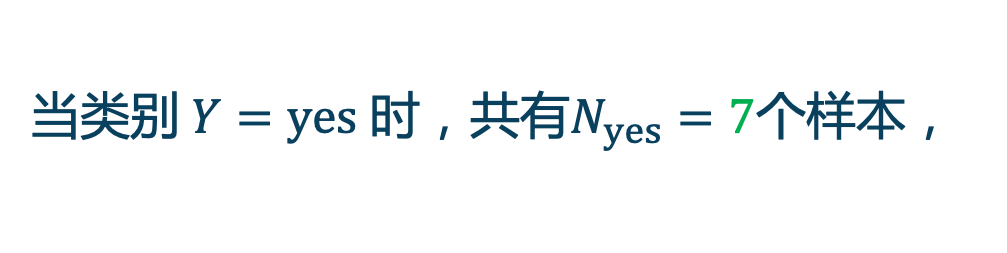 当类别 Y = yes 时，共有N_yes = 7个样本，